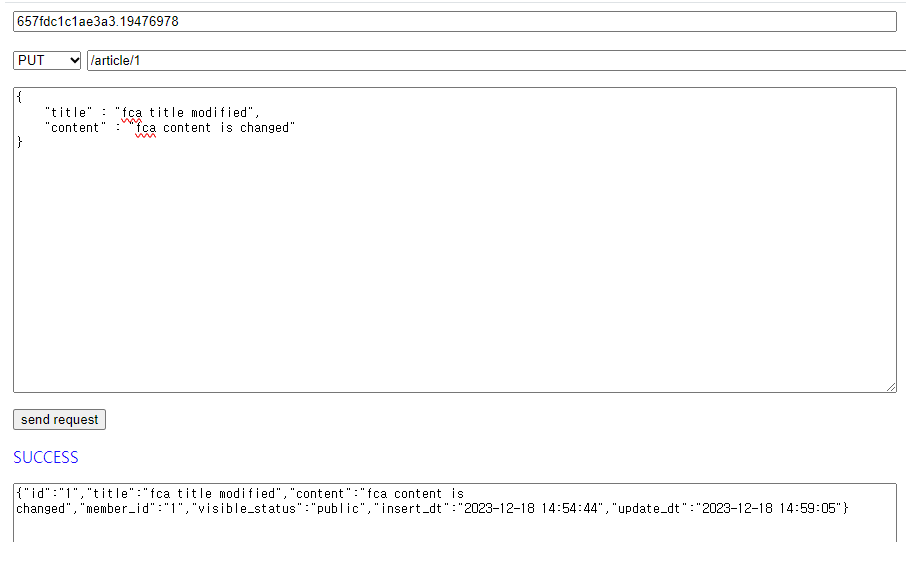 657fdc1c1ae3a3.19476978
PUT /article/1
{
    "title" : "fca title modified",
    "content" : "fca content is changed"
}
send request
SUCCESS
{"id":"1","title":"fca title modified","content":"fca content is
changed","member_id":"1","visible_status":"public","insert_dt":"2023-12-18 14:54:44","update_dt":"2023-12-18 14:59:05"}